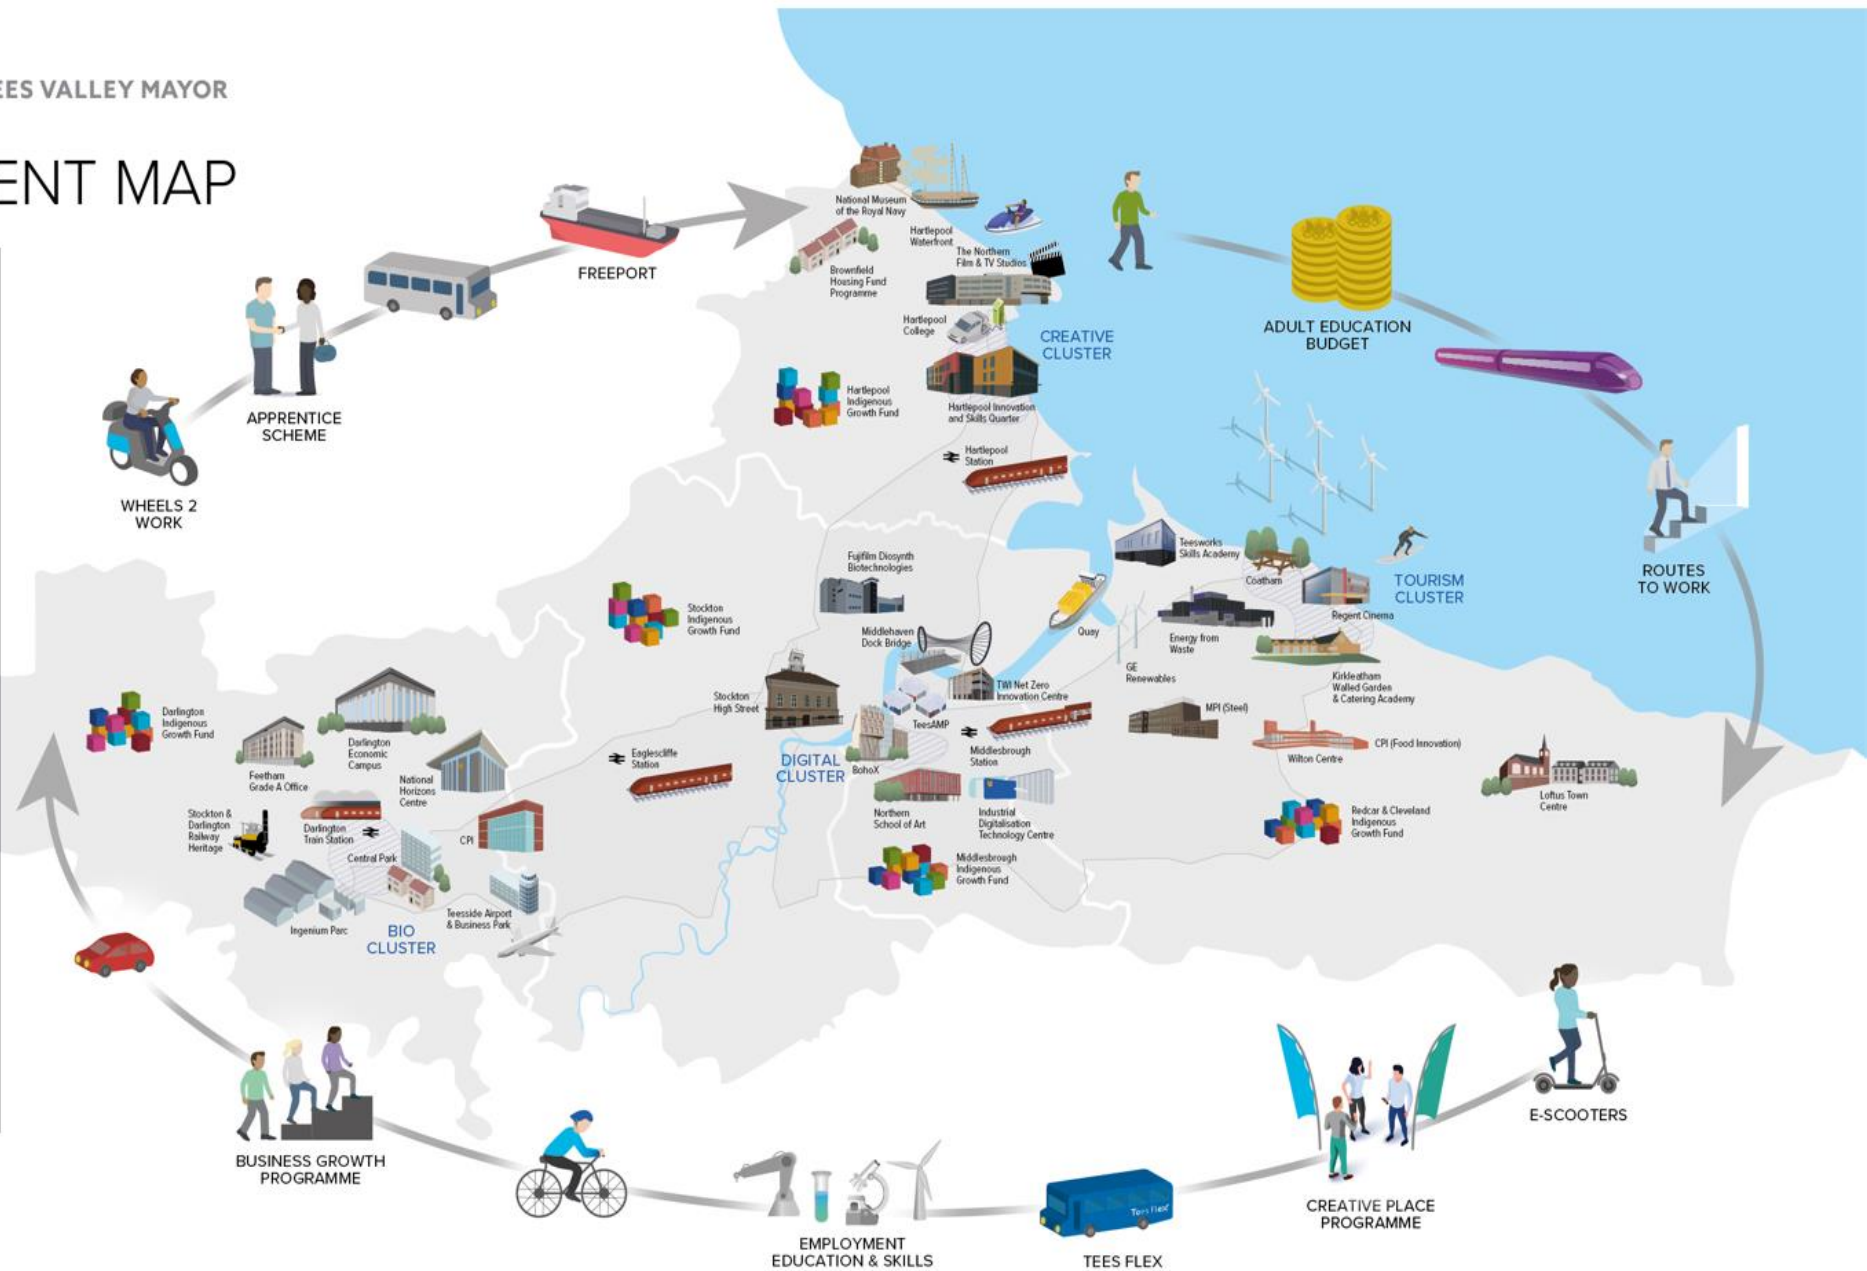 EES VALLEY MAYOR
ENT MAP
FREEPORT
APPRENTICE
SCHEME
WHEELS 2
WORK
National Museum
of the Royal Navy
Hartlepool
Waterfront
The Northern
Film & TV Studios
Brownfield
Housing Fund
Programme
Hartlepool
College
CREATIVE
CLUSTER
Hartlepool
Indigenous
Growth Fund
Hartlepool Innovation
and Skills Quarter
Hartlepool
Station
ADULT EDUCATION
BUDGET
ROUTES
TO WORK
Fujifilm Diosynth
Biotechnologies
Teesworks
Skills Academy
Coatham
TOURISM
CLUSTER
Regent Cinema
Stockton
Indigenous
Growth Fund
Middlehaven
Dock Bridge
Quay
Energy from
Waste
GE
Renewables
Kirkleatham
Walled Garden
& Catering Academy
Stockton
High Street
TWI Net Zero
Innovation Centre
TeesAMP
MPI (Steel)
CPI (Food Innovation)
Wilton Centre
Darlington
Indigenous
Growth Fund
Darlington
Economic
Campus
Feetham
Grade A Office
National
Horizons
Centre
Eaglescliffe
Station
DIGITAL
CLUSTER
BohoX
Middlesbrough
Station
Loftus Town
Centre
Stockton &
Darlington
Railway
Heritage
Darlington
Train Station
Central Park
CPI
Northern
School of Art
Industrial
Digitalisation
Technology Centre
Redcar & Cleveland
Indigenous
Growth Fund
Middlesbrough
Indigenous
Growth Fund
Ingenium Parc
BIO
CLUSTER
Teesside Airport
& Business Park
BUSINESS GROWTH
PROGRAMME
EMPLOYMENT
EDUCATION & SKILLS
Tees Flex
TEES FLEX
CREATIVE PLACE
PROGRAMME
E-SCOOTERS